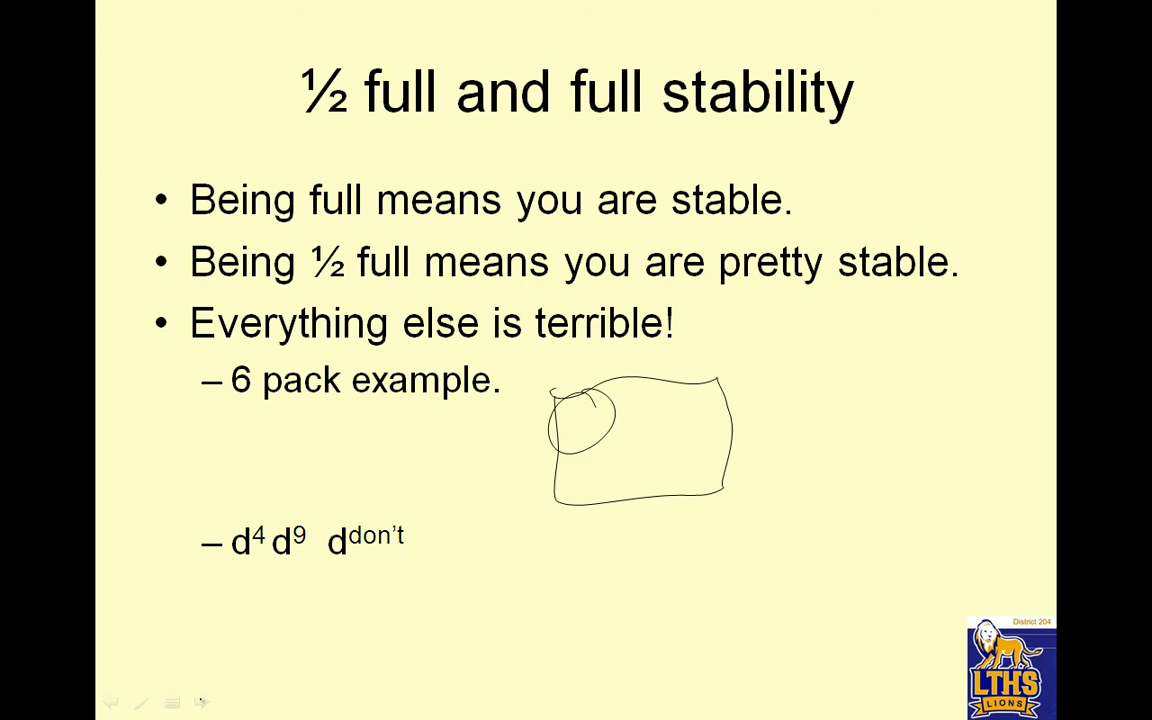 ½ full and full stability
• Being full means you are stable.
• Being ½ full means you are pretty stable.
• Everything else is terrible!
– 6 pack example.
– d⁴ d⁹ d^don't
District 204
LTHS
LIONS